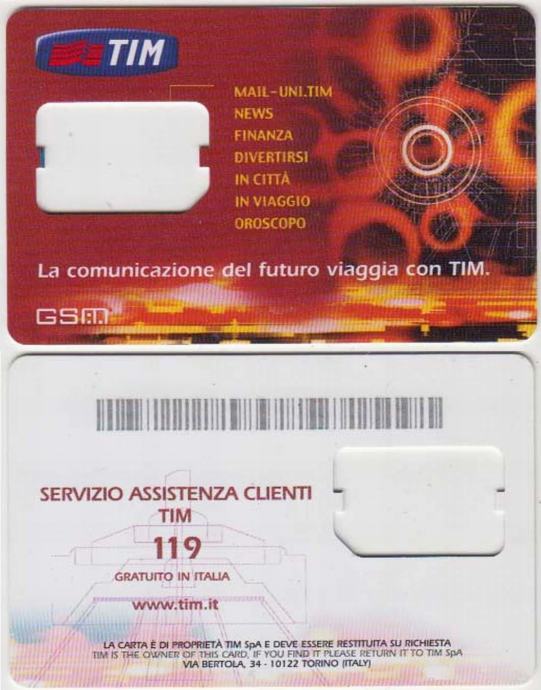 TIM
MAIL-UNI.TIM
NEWS
FINANZA
DIVERTIRSI
IN CITTÀ
IN VIAGGIO
OROSCOPO
La comunicazione del futuro viaggia con TIM.
GSM
SERVIZIO ASSISTENZA CLIENTI
TIM
119
GRATUITO IN ITALIA
www.tim.it
LA CARTA È DI PROPRIETÀ TIM SpA E DEVE ESSERE RESTITUITA SU RICHIESTA
TIM IS THE OWNER OF THIS CARD, IF YOU FIND IT PLEASE RETURN IT TO TIM SpA
VIA BERTOLA, 34 - 10122 TORINO (ITALY)